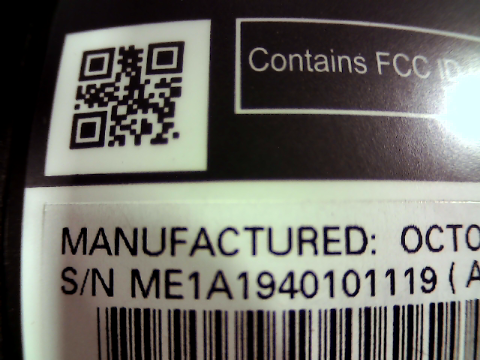 Contains FCC ID
MANUFACTURED: OCTO
S/N ME1A1940101119 ( A